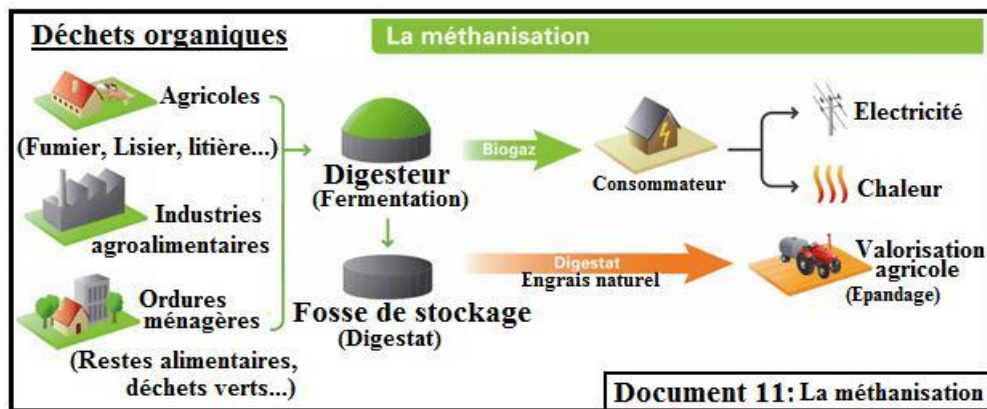 Déchets organiques
La méthanisation
Agricoles
(Fumier, Lisier, litière...)
Industries
agroalimentaires
Ordures
ménagères
(Restes alimentaires,
déchets verts...)
Digesteur
(Fermentation)
Fosse de stockage
(Digestat)
Biogaz
Consommateur
Electricité
Chaleur
Digestat
Engrais naturel
Valorisation
agricole
(Epandage)
Document 11: La méthanisation